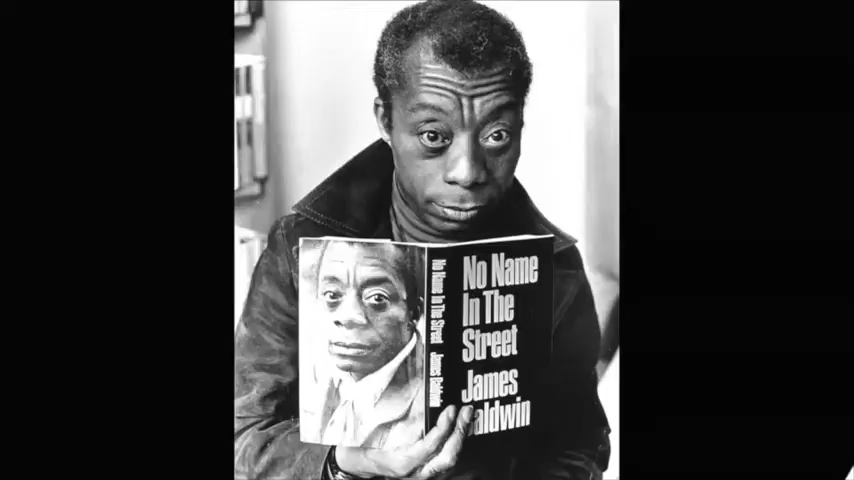 No Name In The Street James Baldwin
No Name
In The
Street
James
Baldwin